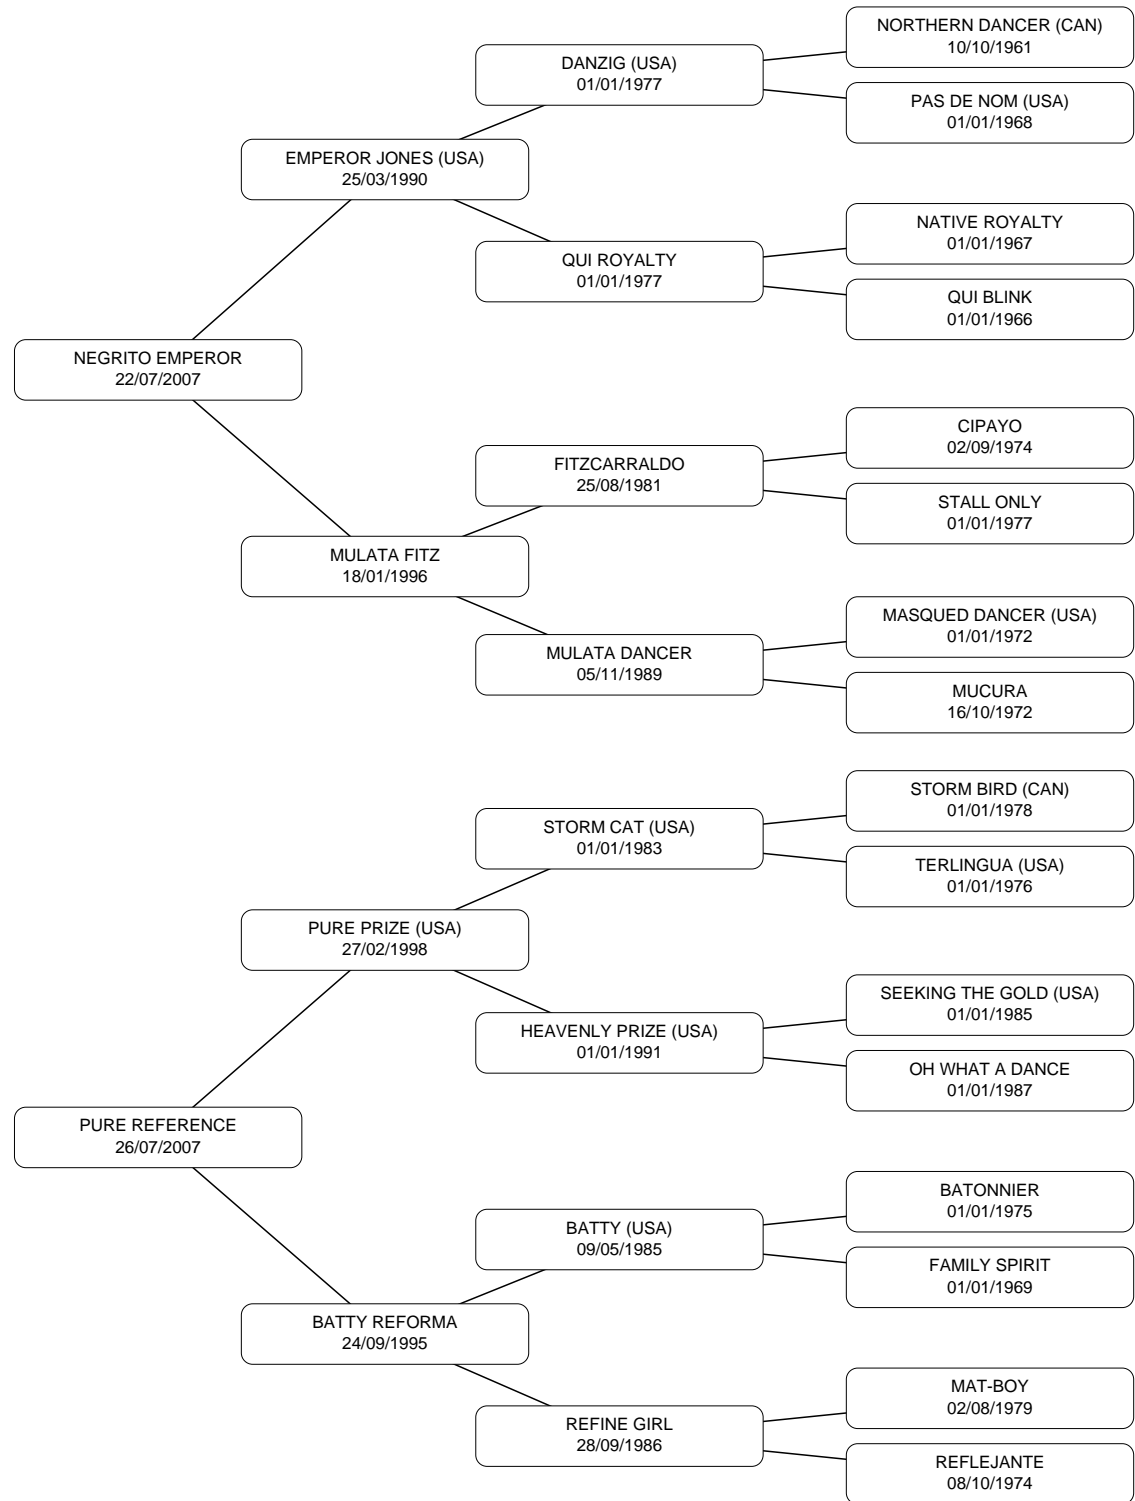 NORTHERN DANCER (CAN)
10/10/1961
DANZIG (USA)
01/01/1977
PAS DE NOM (USA)
01/01/1968
EMPEROR JONES (USA)
25/03/1990
NATIVE ROYALTY
01/01/1967
QUI ROYALTY
01/01/1977
QUI BLINK
01/01/1966
NEGRITO EMPEROR
22/07/2007
CIPAYO
02/09/1974
FITZCARRALDO
25/08/1981
STALL ONLY
01/01/1977
MULATA FITZ
18/01/1996
MASQUED DANCER (USA)
01/01/1972
MULATA DANCER
05/11/1989
MUCURA
16/10/1972
STORM BIRD (CAN)
01/01/1978
STORM CAT (USA)
01/01/1983
TERLINGUA (USA)
01/01/1976
PURE PRIZE (USA)
27/02/1998
SEEKING THE GOLD (USA)
01/01/1985
HEAVENLY PRIZE (USA)
01/01/1991
OH WHAT A DANCE
01/01/1987
PURE REFERENCE
26/07/2007
BATONNIER
01/01/1975
BATTY (USA)
09/05/1985
FAMILY SPIRIT
01/01/1969
BATTY REFORMA
24/09/1995
MAT-BOY
02/08/1979
REFINE GIRL
28/09/1986
REFLEJANTE
08/10/1974